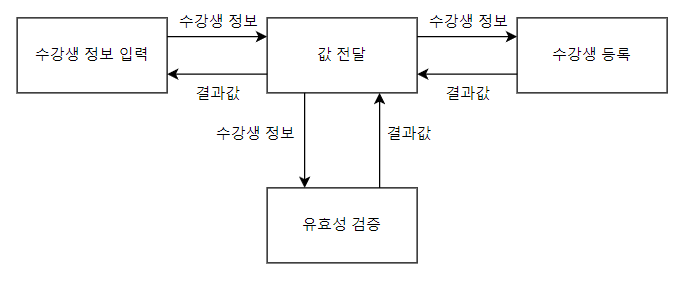 수강생 정보
수강생 정보
수강생 정보 입력
값 전달
수강생 등록
결과값
결과값
수강생 정보
결과값
유효성 검증